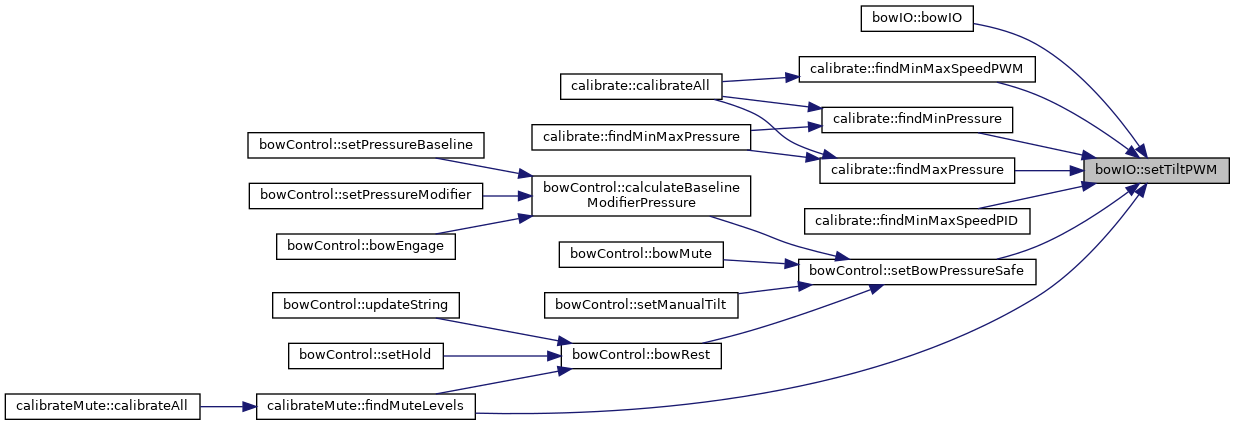 bowIO::bowIO
calibrate::findMinMaxSpeedPWM
calibrate::calibrateAll
calibrate::findMinPressure
calibrate::findMinMaxPressure
bowControl::setPressureBaseline
calibrate::findMaxPressure
bowIO::setTiltPWM
bowControl::calculateBaseline
ModifierPressure
bowControl::setPressureModifier
calibrate::findMinMaxSpeedPID
bowControl::bowEngage
bowControl::bowMute
bowControl::setBowPressureSafe
bowControl::updateString
bowControl::setManualTilt
bowControl::setHold
bowControl::bowRest
calibrateMute::calibrateAll
calibrateMute::findMuteLevels